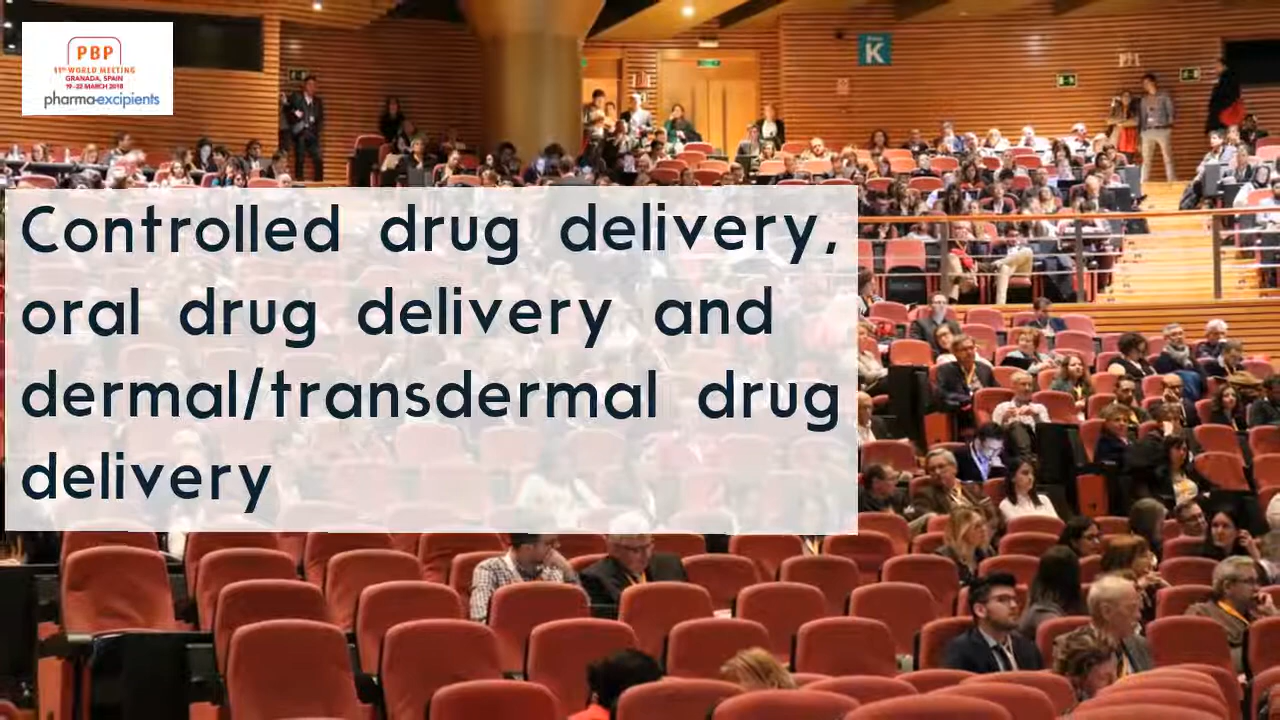 PBP
11th WORLD MEETING
GRANADA, SPAIN
19-22 MARCH 2018
pharma-excipients
K
Controlled drug delivery,
oral drug delivery and
dermal/transdermal drug
delivery